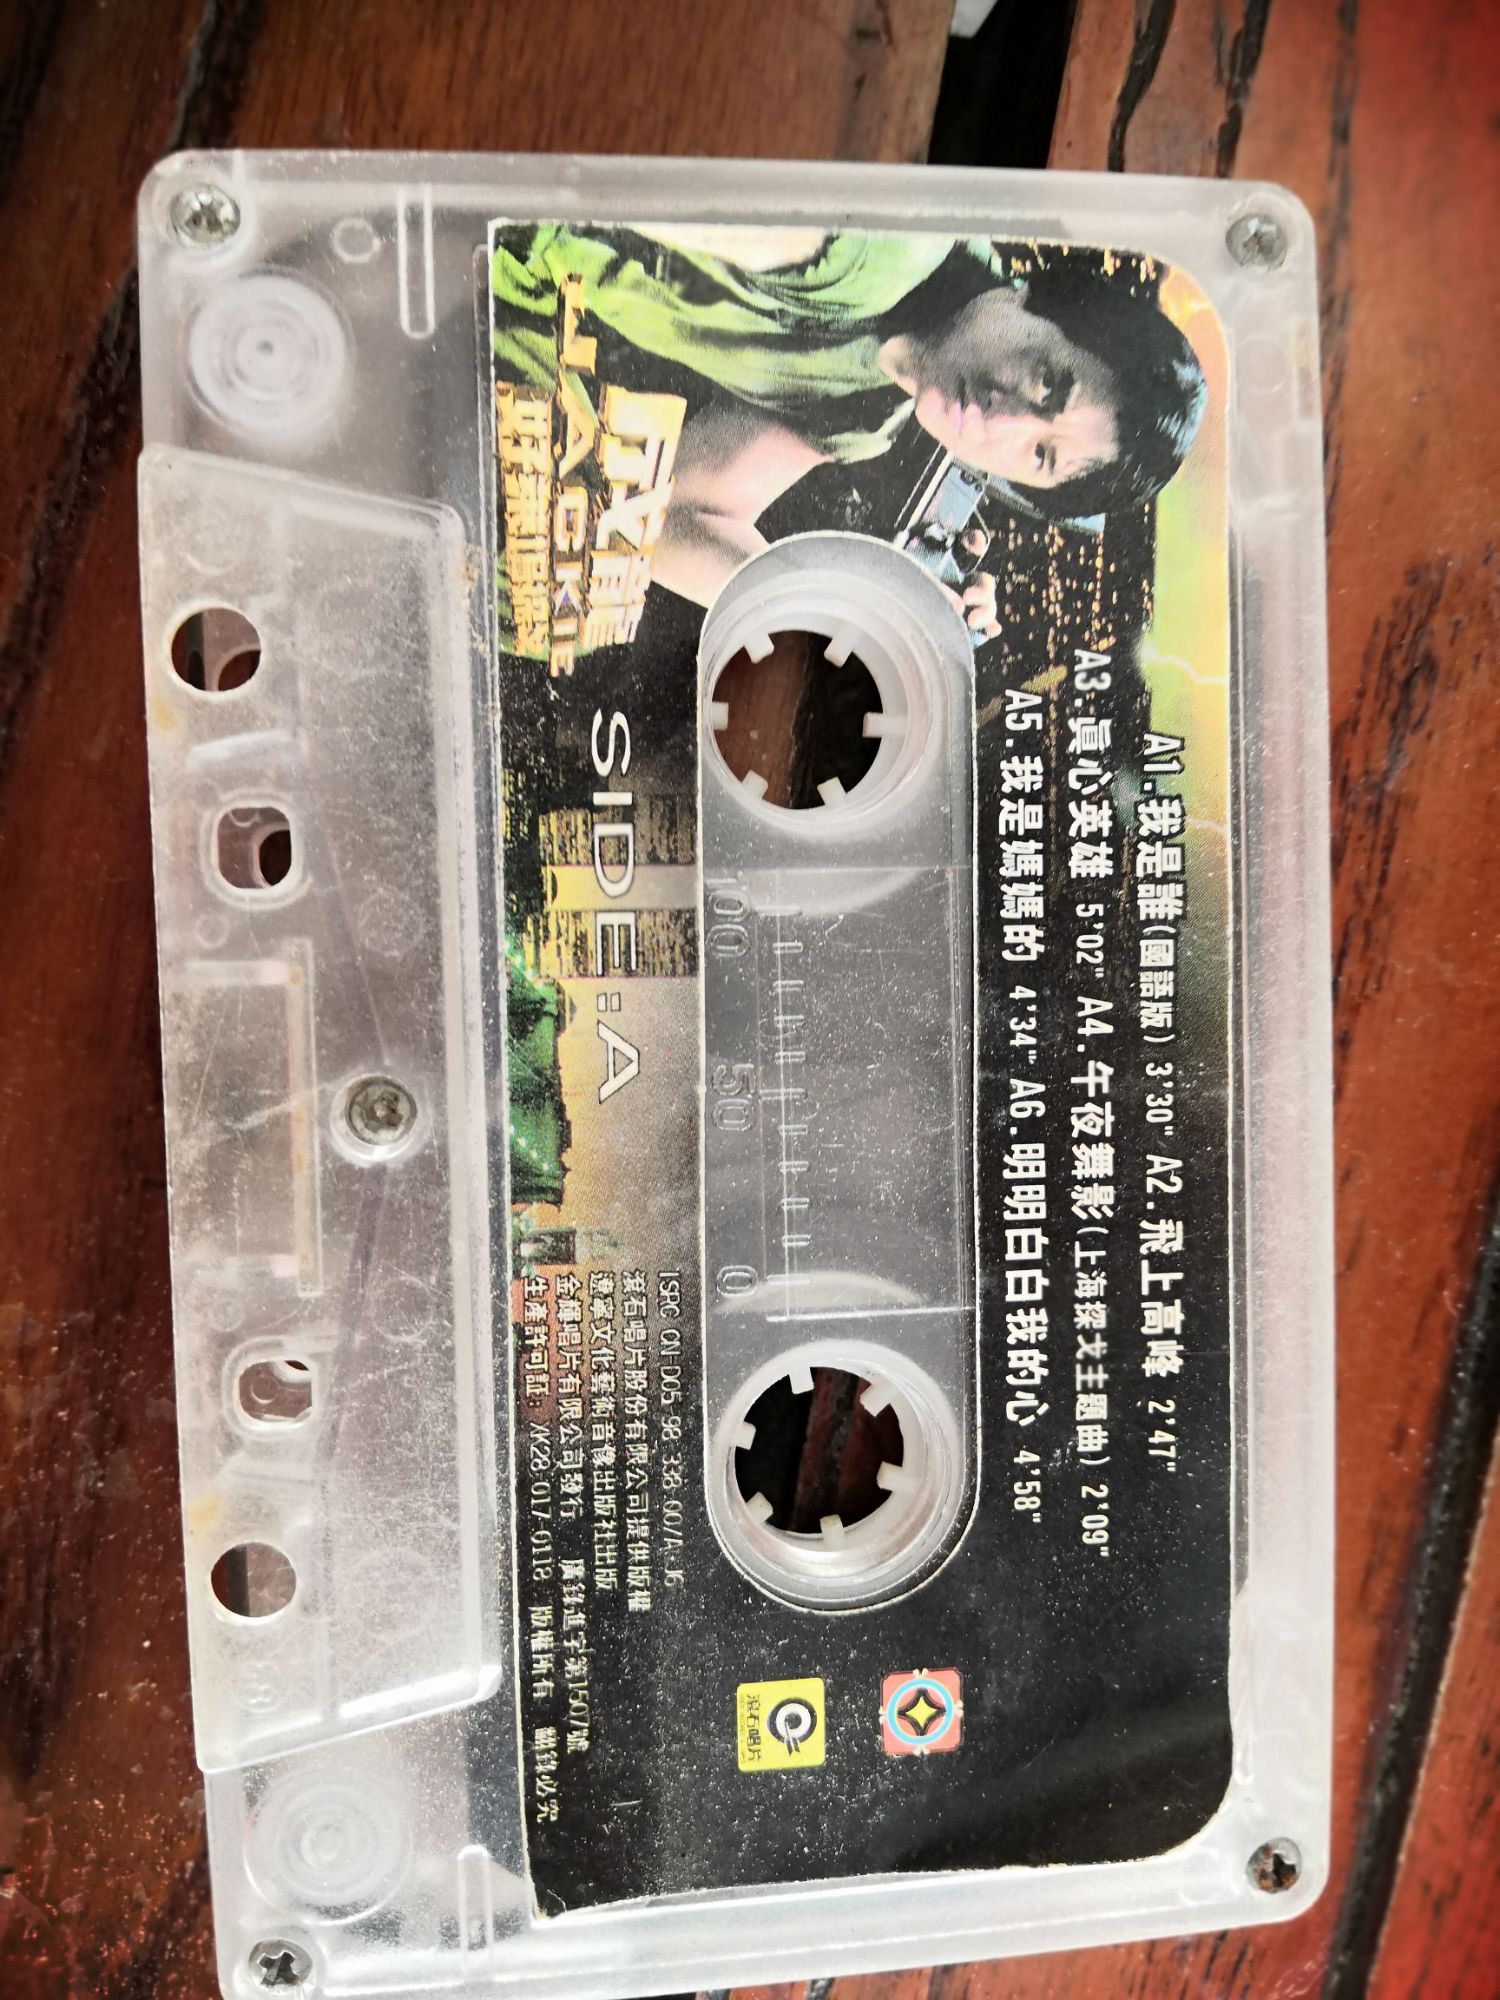 A1.我是誰(國語版) 3'30" A2.飛上高峰 2'47"
A3.眞心英雄 5'02" A4.午夜舞影(上海探戈主題曲) 2'09"
A5.我是媽媽的 4'34" A6.明明白白我的心 4'58"
成龍
JACKIE
SIDE:A
100 50 0
滾石唱片
ISRC CN-D05-98-338-00/A·J6
滾石唱片股份有限公司提供版權
遼寧文化藝術音像出版社出版
金輝唱片有限公司發行
生產許可証: 版權所有 翻錄必究